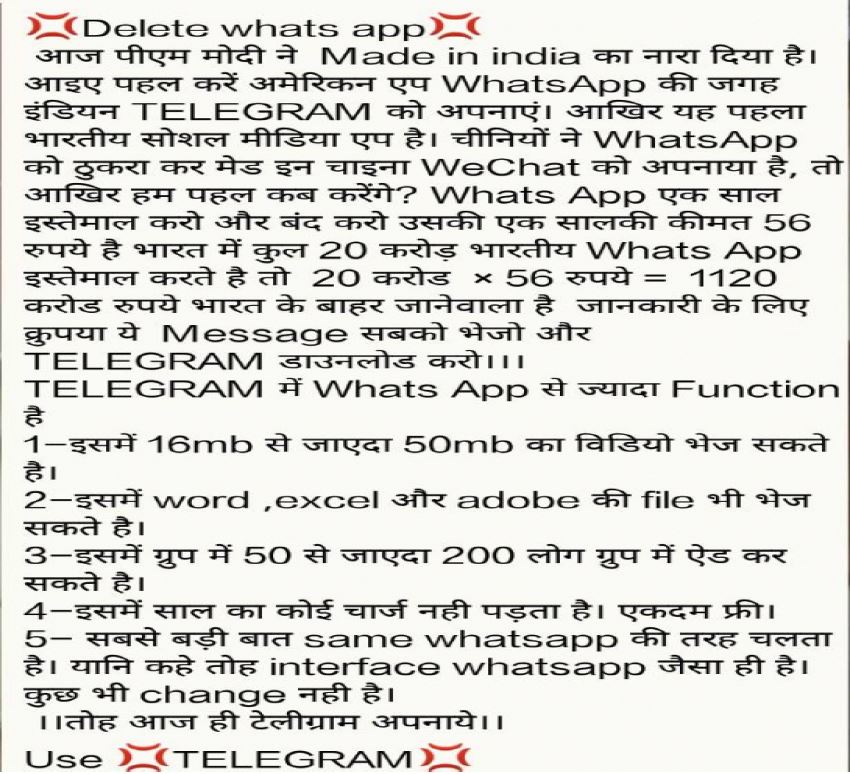 💢Delete whats app💢
आज पीएम मोदी ने Made in india का नारा दिया है।
आइए पहल करें अमेरिकन एप WhatsApp की जगह
इंडियन TELEGRAM को अपनाएं। आखिर यह पहला
भारतीय सोशल मीडिया एप है। चीनियों ने WhatsApp
को ठुकरा कर मेड इन चाइना WeChat को अपनाया है, तो
आखिर हम पहल कब करेंगे? Whats App एक साल
इस्तेमाल करो और बंद करो उसकी एक सालकी कीमत 56
रुपये है भारत में कुल 20 करोड़ भारतीय Whats App
इस्तेमाल करते है तो 20 करोड × 56 रुपये = 1120
करोड रुपये भारत के बाहर जानेवाला है जानकारी के लिए
क्रुपया ये Message सबको भेजो और
TELEGRAM डाउनलोड करो।।।
TELEGRAM में Whats App से ज्यादा Function
है
1–इसमें 16mb से जाएदा 50mb का विडियो भेज सकते
है।
2–इसमें word ,excel और adobe की file भी भेज
सकते है।
3–इसमें ग्रुप में 50 से जाएदा 200 लोग ग्रुप में ऐड कर
सकते है।
4–इसमें साल का कोई चार्ज नही पड़ता है। एकदम फ्री।
5– सबसे बड़ी बात same whatsapp की तरह चलता
है। यानि कहे तोह interface whatsapp जैसा ही है।
कुछ भी change नही है।
।।तोह आज ही टेलीग्राम अपनाये।।
Use 💢TELEGRAM💢